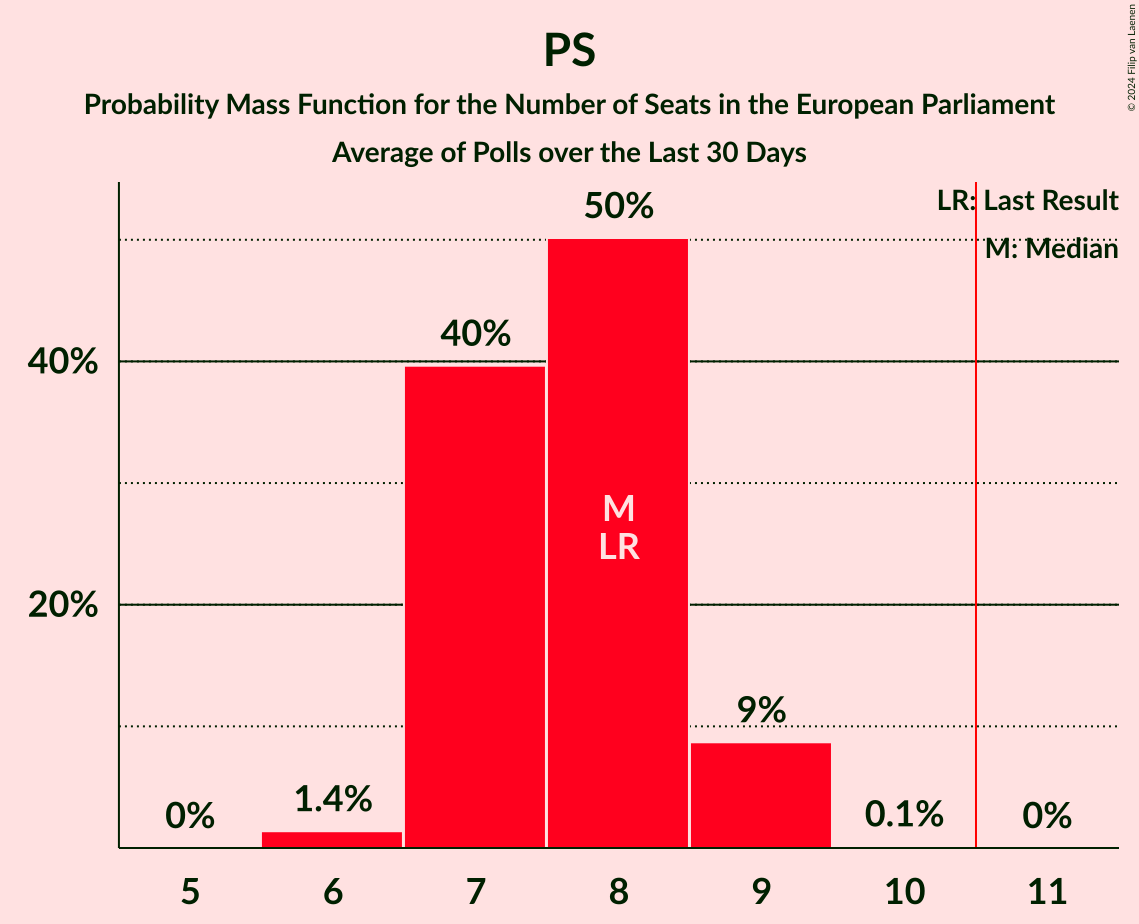 PS
Probability Mass Function for the Number of Seats in the European Parliament
Average of Polls over the Last 30 Days
© 2024 Filip van Laenen
LR: Last Result
M: Median
50%
40%
40%
M
LR
20%
9%
1.4%
0%
0.1%
0%
5 6 7 8 9 10 11